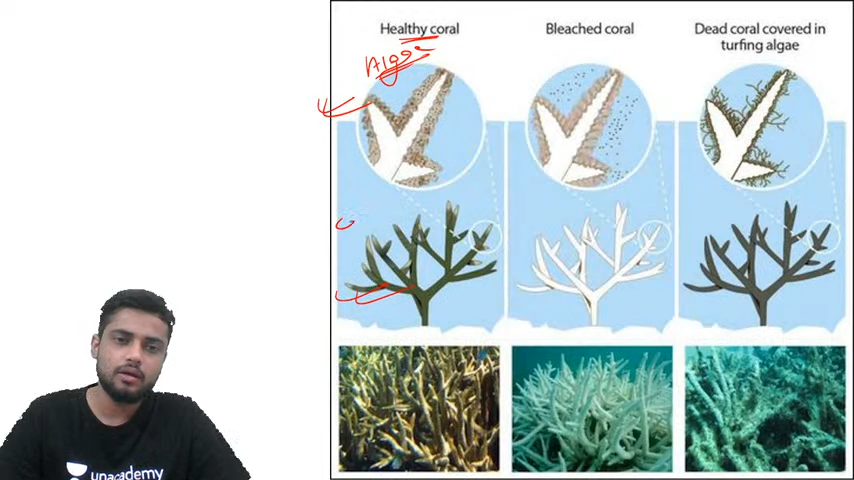 Healthy coral
Bleached coral
Dead coral covered in
turfing algae
Algae
unacademy